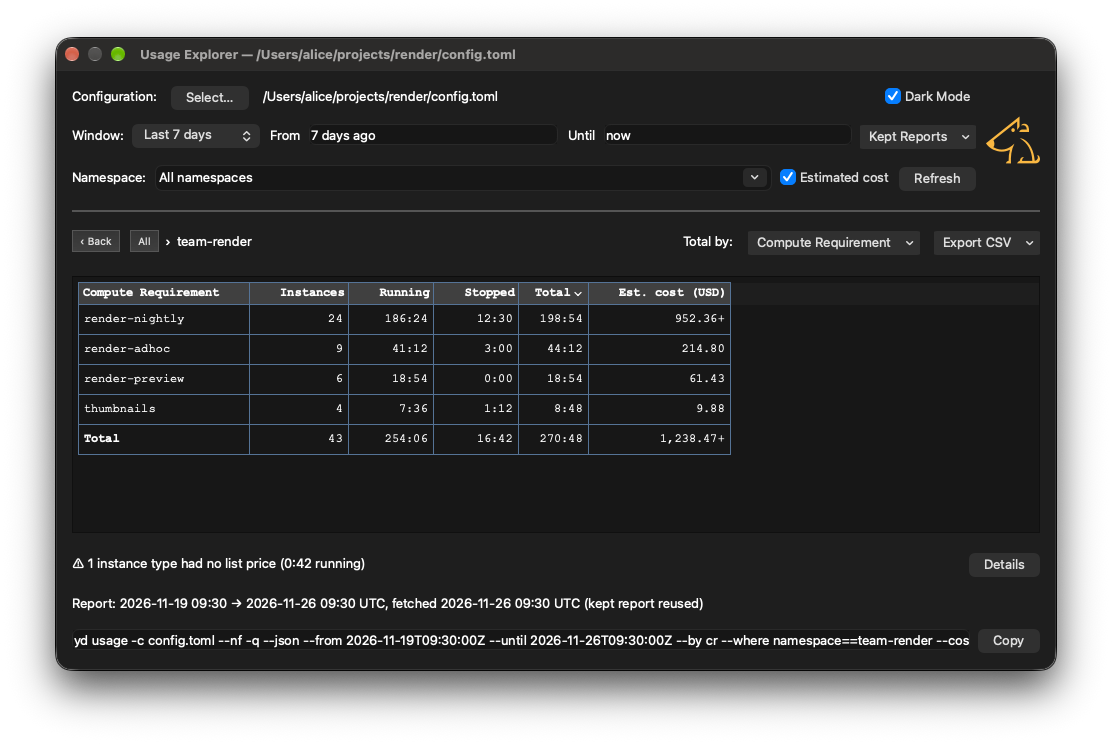 Usage Explorer — /Users/alice/projects/render/config.toml
Configuration: Select... /Users/alice/projects/render/config.toml Dark Mode
Window: Last 7 days From 7 days ago Until now Kept Reports
Namespace: All namespaces Estimated cost Refresh
‹ Back All › team-render Total by: Compute Requirement Export CSV
Compute Requirement Instances Running Stopped Total Est. cost (USD)
render-nightly 24 186:24 12:30 198:54 952.36+
render-adhoc 9 41:12 3:00 44:12 214.80
render-preview 6 18:54 0:00 18:54 61.43
thumbnails 4 7:36 1:12 8:48 9.88
Total 43 254:06 16:42 270:48 1,238.47+
⚠ 1 instance type had no list price (0:42 running) Details
Report: 2026-11-19 09:30 → 2026-11-26 09:30 UTC, fetched 2026-11-26 09:30 UTC (kept report reused)
yd usage -c config.toml --nf -q --json --from 2026-11-19T09:30:00Z --until 2026-11-26T09:30:00Z --by cr --where namespace==team-render --cos Copy